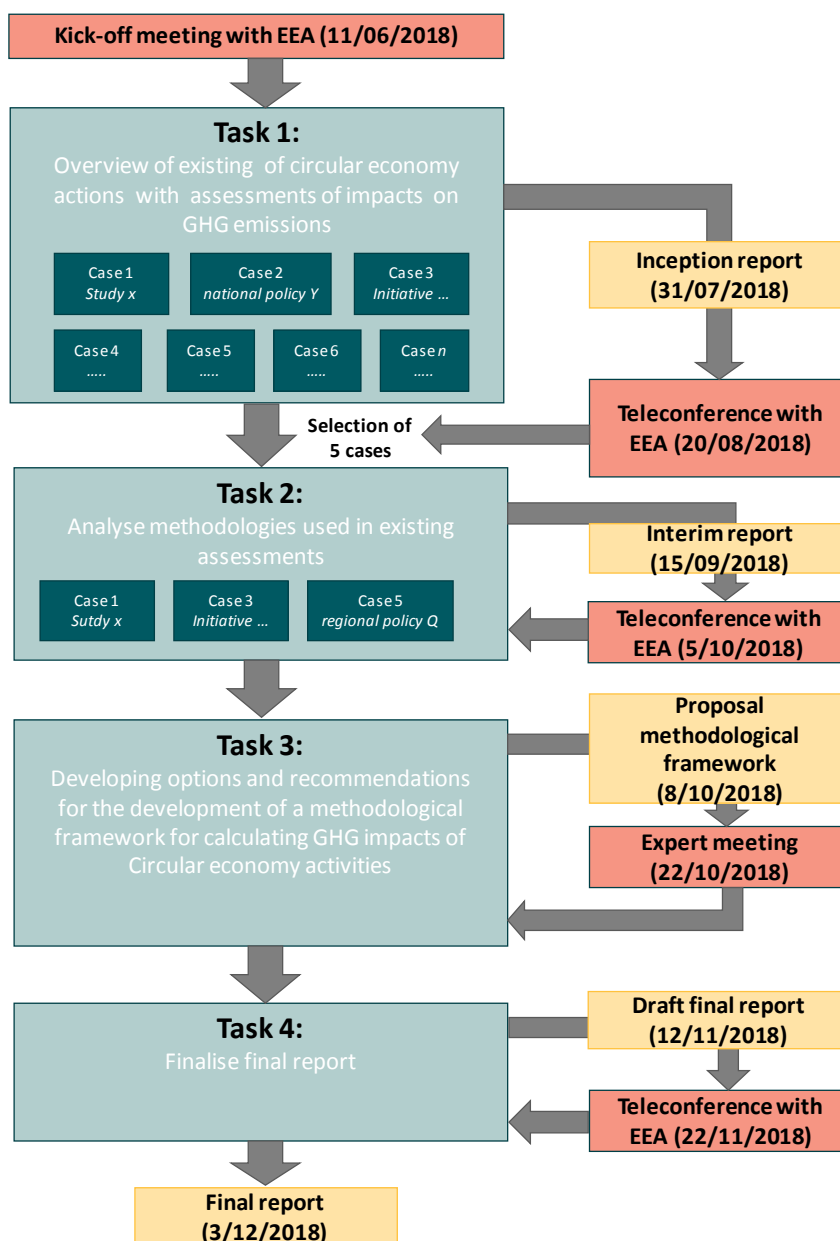 Kick-off meeting with EEA (11/06/2018)
Task 1:
Overview of existing of circular economy
actions with assessments of impacts on
GHG emissions
Case 1
Study x
Case 2
national policy Y
Case 3
Initiative ...
Case 4
.....
Case 5
.....
Case 6
.....
Case n
.....
Inception report
(31/07/2018)
Teleconference with
EEA (20/08/2018)
Selection of
5 cases
Task 2:
Analyse methodologies used in existing
assessments
Case 1
Sutdy x
Case 3
Initiative ...
Case 5
regional policy Q
Interim report
(15/09/2018)
Teleconference with
EEA (5/10/2018)
Task 3:
Developing options and recommendations
for the development of a methodological
framework for calculating GHG impacts of
Circular economy activities
Proposal
methodological
framework
(8/10/2018)
Expert meeting
(22/10/2018)
Task 4:
Finalise final report
Draft final report
(12/11/2018)
Teleconference with
EEA (22/11/2018)
Final report
(3/12/2018)